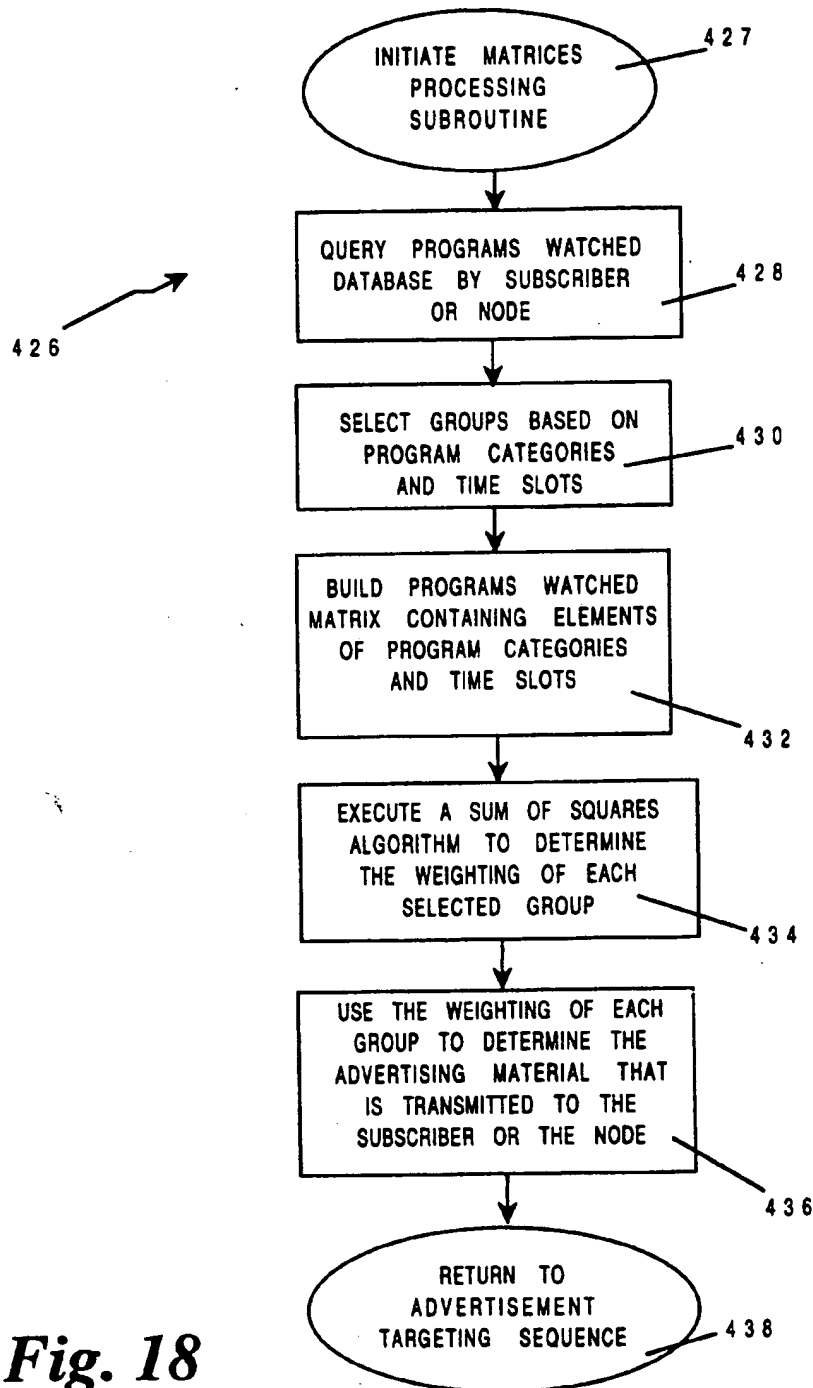 INITIATE MATRICES
PROCESSING
SUBROUTINE
427
QUERY PROGRAMS WATCHED
DATABASE BY SUBSCRIBER
OR NODE
428
426
SELECT GROUPS BASED ON
PROGRAM CATEGORIES
AND TIME SLOTS
430
BUILD PROGRAMS WATCHED
MATRIX CONTAINING ELEMENTS
OF PROGRAM CATEGORIES
AND TIME SLOTS
432
EXECUTE A SUM OF SQUARES
ALGORITHM TO DETERMINE
THE WEIGHTING OF EACH
SELECTED GROUP
434
USE THE WEIGHTING OF EACH
GROUP TO DETERMINE THE
ADVERTISING MATERIAL THAT
IS TRANSMITTED TO THE
SUBSCRIBER OR THE NODE
436
RETURN TO
ADVERTISEMENT
TARGETING SEQUENCE
438
Fig. 18